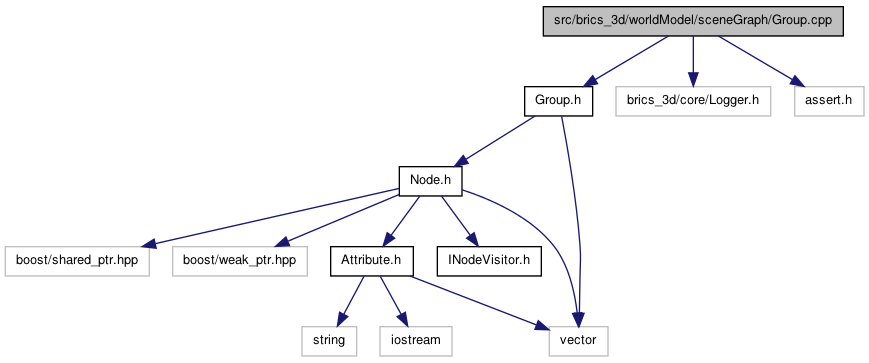 src/brics_3d/worldModel/sceneGraph/Group.cpp
Group.h
brics_3d/core/Logger.h
assert.h
Node.h
boost/shared_ptr.hpp
boost/weak_ptr.hpp
Attribute.h
INodeVisitor.h
string
iostream
vector